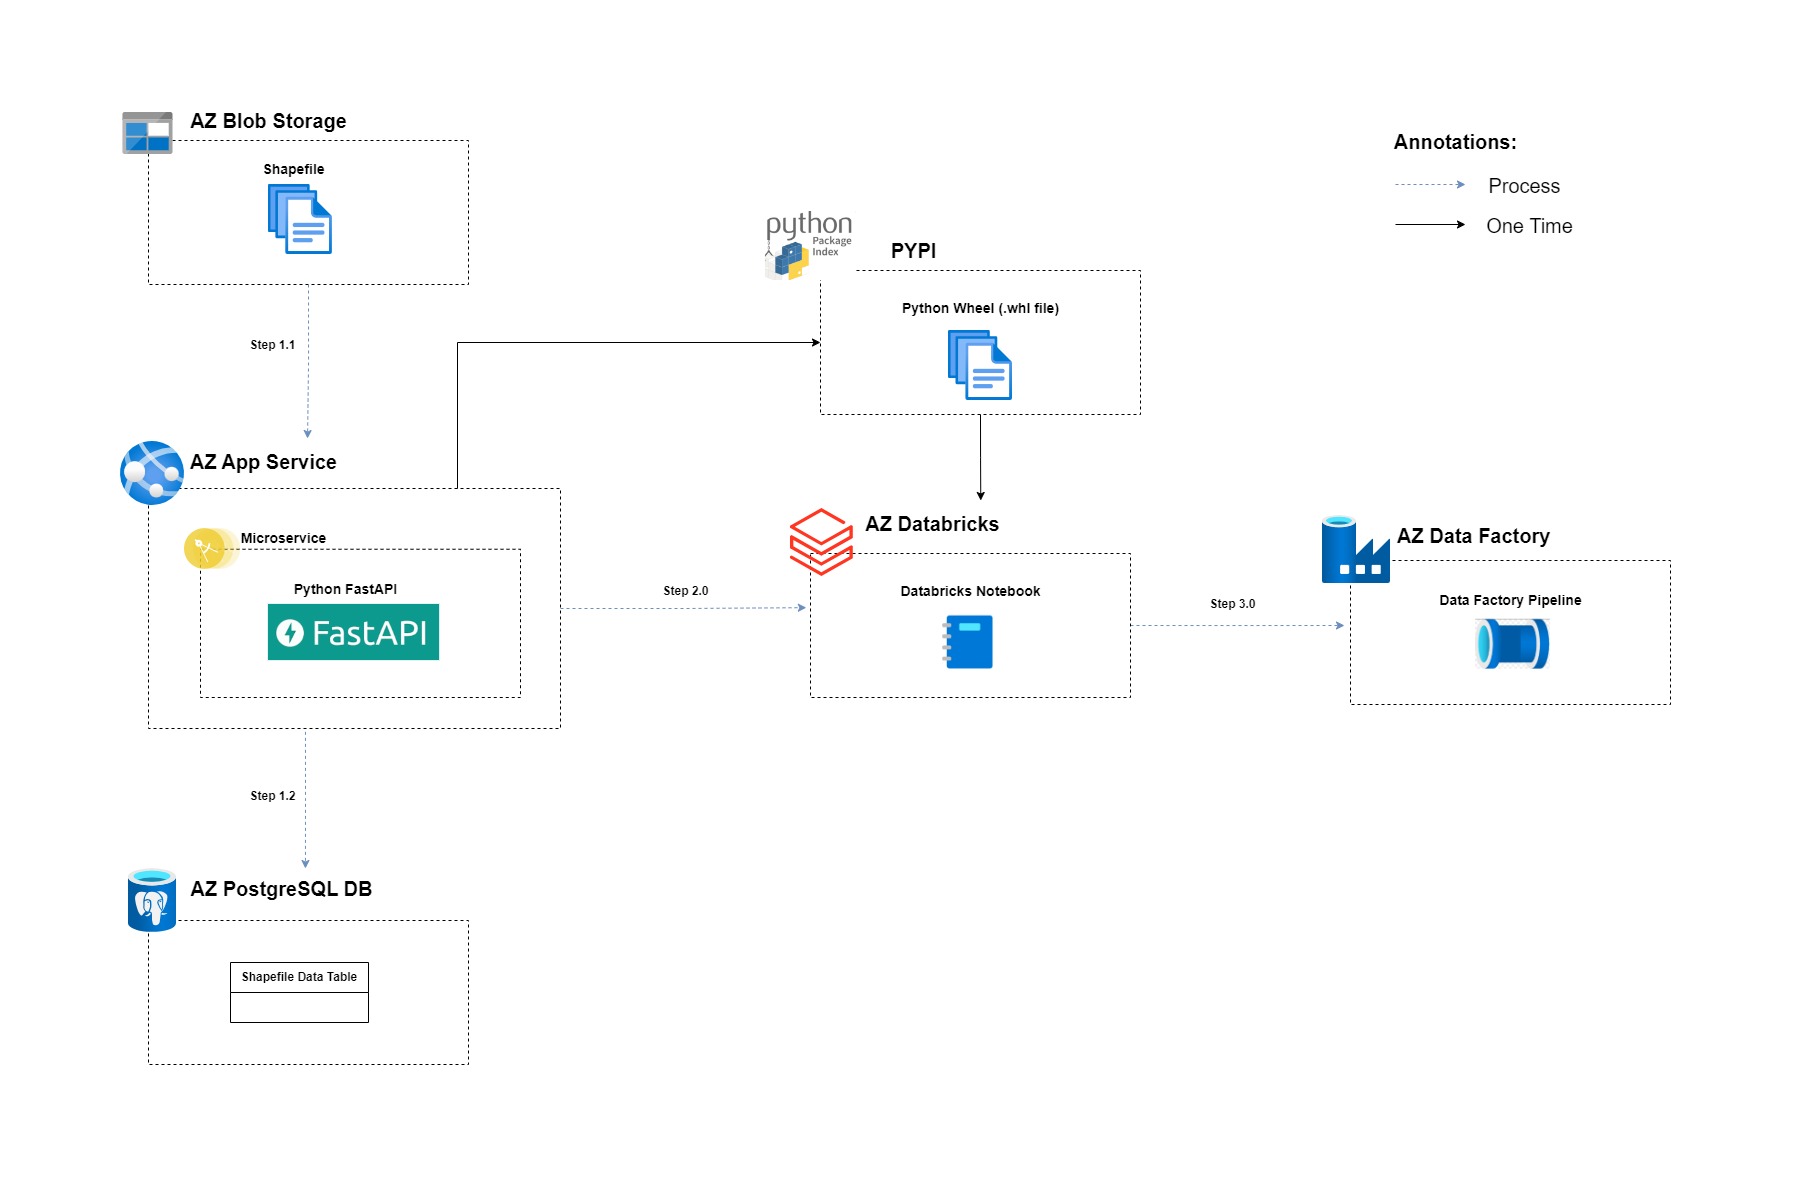 AZ Blob Storage
Shapefile
Annotations:
Process
One Time
python
Package
Index
PYPI
Python Wheel (.whl file)
Step 1.1
AZ App Service
Microservice
Python FastAPI
FastAPI
Step 2.0
AZ Databricks
Databricks Notebook
Step 3.0
AZ Data Factory
Data Factory Pipeline
Step 1.2
AZ PostgreSQL DB
Shapefile Data Table